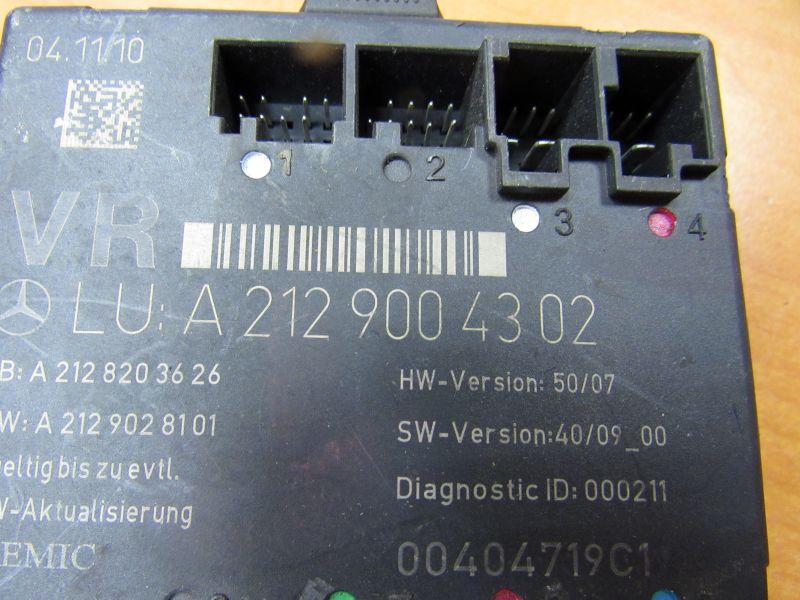 04.11/10
1
2
3
4
VR
LU: A 212 900 43 02
B: A 212 820 36 26
HW-Version: 50/07
W: A 212 902 81 01
SW-Version:40/09_00
eltig bis zu evtl.
Diagnostic ID: 000211
W-Aktualisierung
EMIC
00404719C1